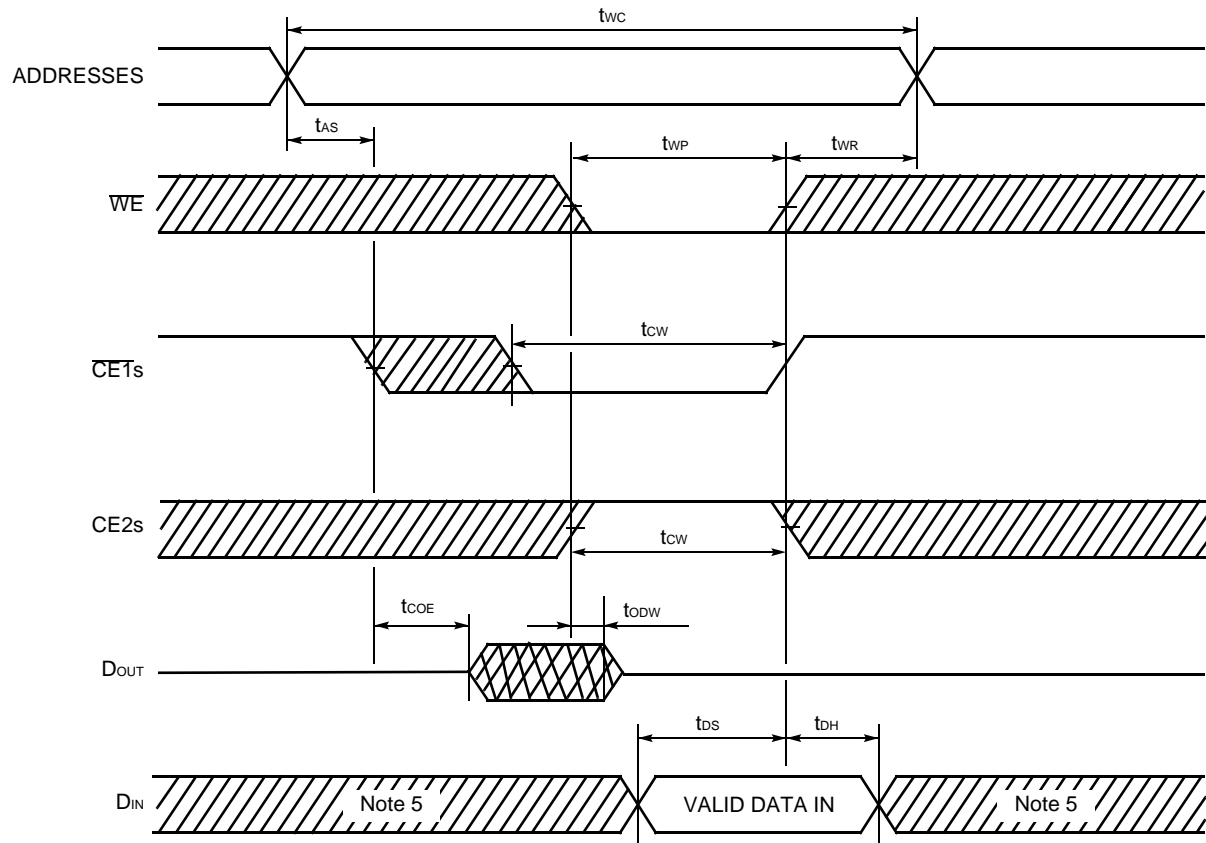 tWC
ADDRESSES
tAS
tWP
tWR
WE
tCW
CE1s
CE2s
tCW
tCOE
tODW
DOUT
tDS
tDH
DIN
Note 5
VALID DATA IN
Note 5